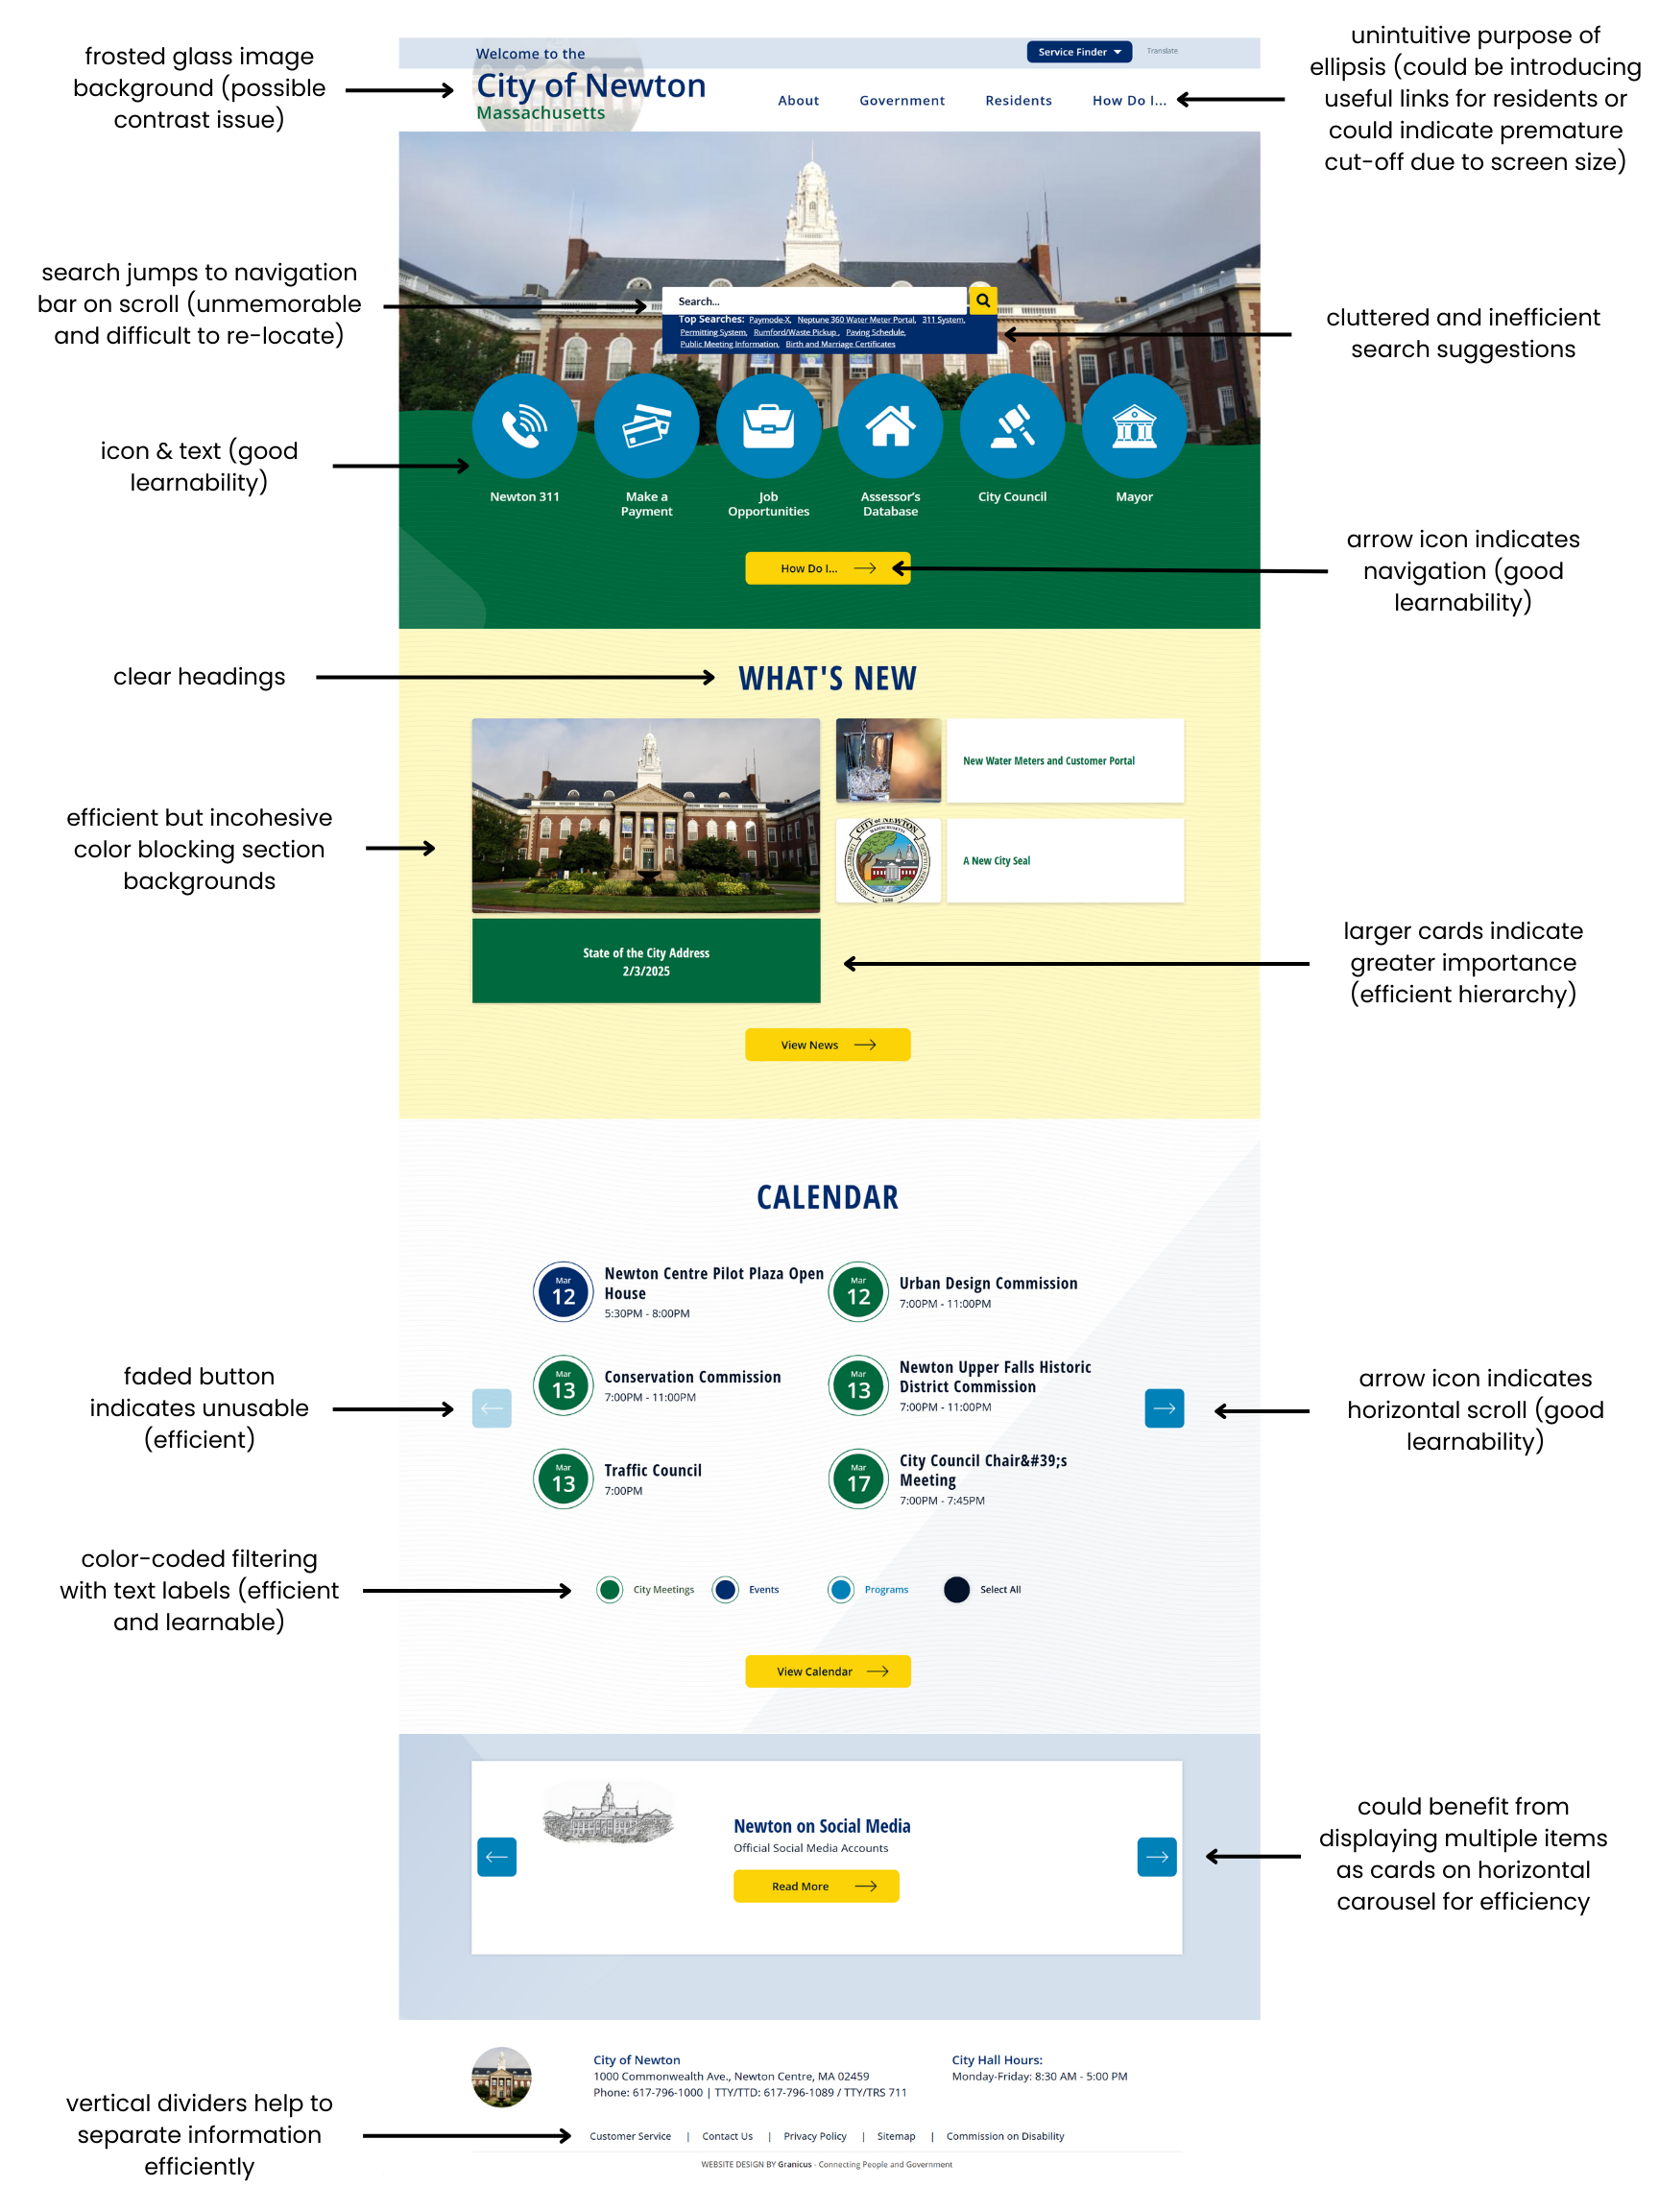 frosted glass image
background (possible
contrast issue)
Welcome to the
City of Newton
Massachusetts
Service Finder
Translate
About
Government
Residents
How Do I...
unintuitive purpose of
ellipsis (could be introducing
useful links for residents or
could indicate premature
cut-off due to screen size)
search jumps to navigation
bar on scroll (unmemorable
and difficult to re-locate)
Search...
Top Searches: Paymode-X, Neptune 360 Water Meter Portal, 311 System,
Permitting System, Rumford/Waste Pickup, Paving Schedule,
Public Meeting Information, Birth and Marriage Certificates
cluttered and inefficient
search suggestions
icon & text (good
learnability)
Newton 311
Make a
Payment
Job
Opportunities
Assessor's
Database
City Council
Mayor
How Do I...
arrow icon indicates
navigation (good
learnability)
clear headings
WHAT'S NEW
efficient but incohesive
color blocking section
backgrounds
New Water Meters and Customer Portal
CITY of NEWTON
MASSACHUSETTS
A New City Seal
State of the City Address
2/3/2025
larger cards indicate
greater importance
(efficient hierarchy)
View News
CALENDAR
Mar
12
Newton Centre Pilot Plaza Open
House
5:30PM - 8:00PM
Mar
12
Urban Design Commission
7:00PM - 11:00PM
Mar
13
Conservation Commission
7:00PM - 11:00PM
Mar
13
Newton Upper Falls Historic
District Commission
7:00PM - 11:00PM
Mar
13
Traffic Council
7:00PM
Mar
17
City Council Chair&#39;s
Meeting
7:00PM - 7:45PM
faded button
indicates unusable
(efficient)
arrow icon indicates
horizontal scroll (good
learnability)
color-coded filtering
with text labels (efficient
and learnable)
City Meetings
Events
Programs
Select All
View Calendar
Newton on Social Media
Official Social Media Accounts
Read More
could benefit from
displaying multiple items
as cards on horizontal
carousel for efficiency
City of Newton
1000 Commonwealth Ave., Newton Centre, MA 02459
Phone: 617-796-1000 | TTY/TTD: 617-796-1089 / TTY/TRS 711
City Hall Hours:
Monday-Friday: 8:30 AM - 5:00 PM
vertical dividers help to
separate information
efficiently
Customer Service | Contact Us | Privacy Policy | Sitemap | Commission on Disability
WEBSITE DESIGN BY Granicus - Connecting People and Government